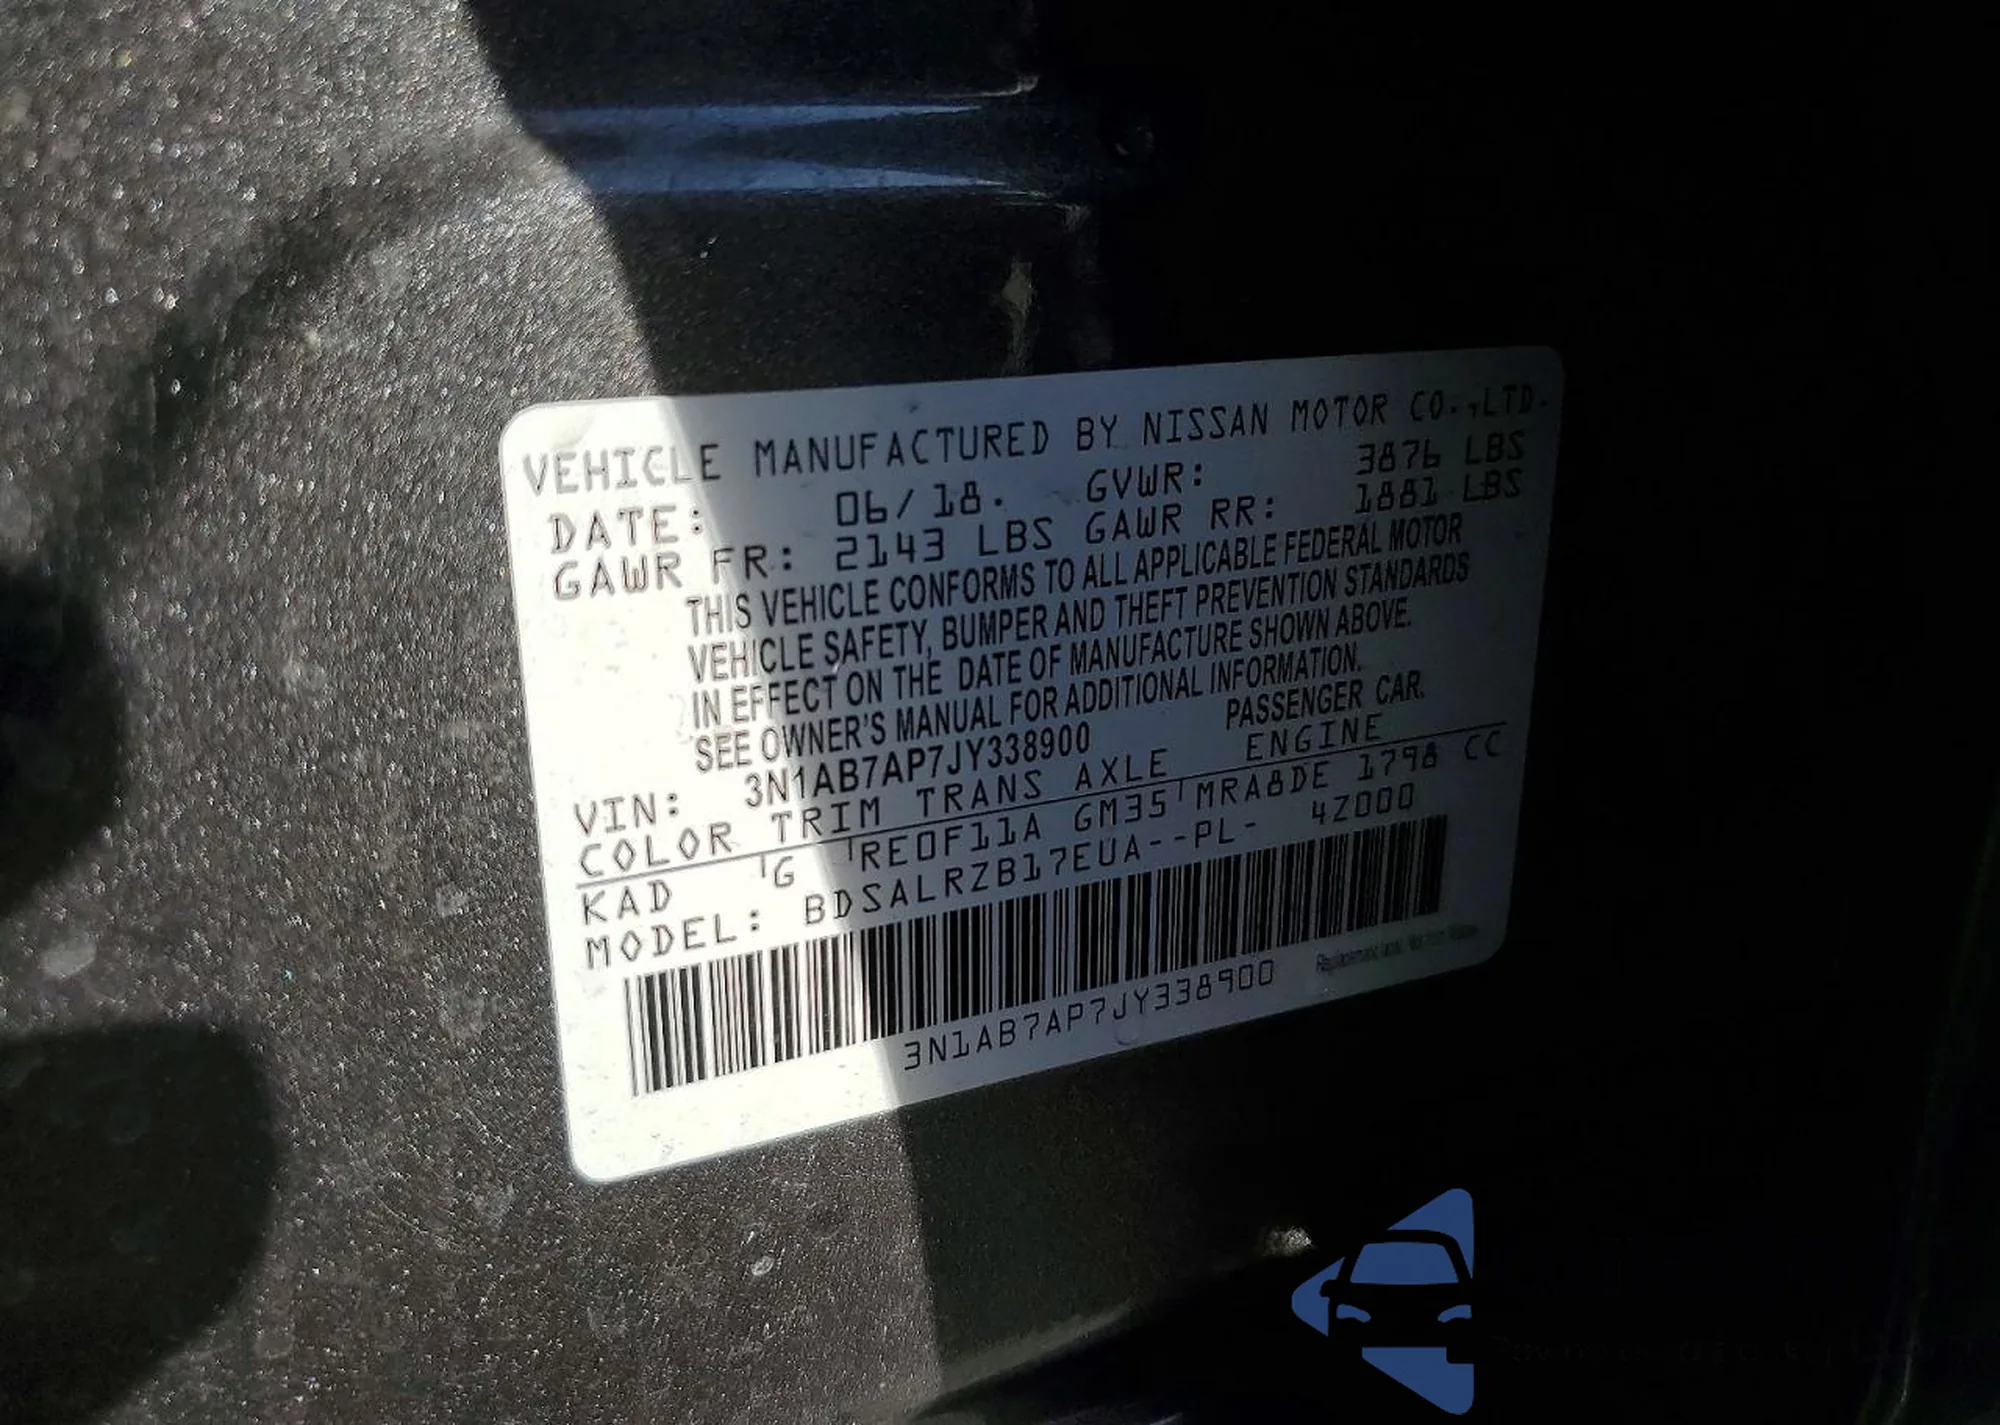 VEHICLE MANUFACTURED BY NISSAN MOTOR CO.,LTD.
DATE: 06/18. GVWR: 3876 LBS
GAWR FR: 2143 LBS GAWR RR: 1881 LBS
THIS VEHICLE CONFORMS TO ALL APPLICABLE FEDERAL MOTOR
VEHICLE SAFETY, BUMPER AND THEFT PREVENTION STANDARDS
IN EFFECT ON THE DATE OF MANUFACTURE SHOWN ABOVE.
SEE OWNER'S MANUAL FOR ADDITIONAL INFORMATION.
VIN: 3N1AB7AP7JY338900 PASSENGER CAR.
COLOR TRIM TRANS AXLE ENGINE
KAD G RE0F11A GM35 MRA8DE 1798 CC
MODEL: BDSALRZB17EUA--PL- 4Z000
3N1AB7AP7JY338900